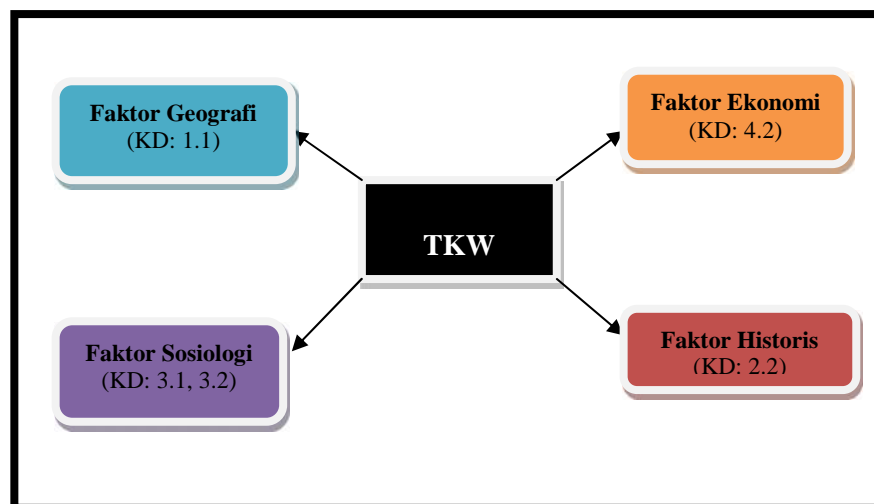 Faktor Geografi
(KD: 1.1)
Faktor Ekonomi
(KD: 4.2)
TKW
Faktor Sosiologi
(KD: 3.1, 3.2)
Faktor Historis
(KD: 2.2)